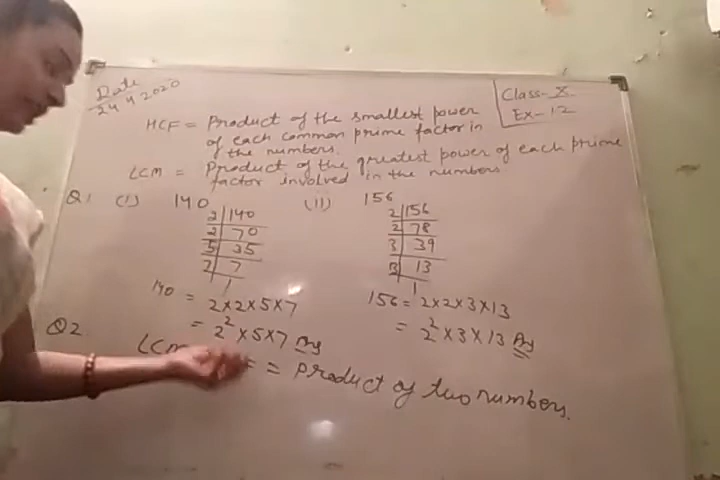 Date
24 4 2020
Class- X
Ex- 1.2
HCF = Product of the smallest power
of each common prime factor in
the numbers.
LCM = Product of the greatest power of each prime
factor involved in the numbers.
Q1 (i) 140
2 | 140
2 | 70
5 | 35
7 | 7
1
140 = 2×2×5×7
= 2² ×5×7 Ans
(ii) 156
2 | 156
2 | 78
3 | 39
13 | 13
1
156 = 2×2×3×13
= 2² ×3×13 Ans
Q2
LCM = Product of two numbers.